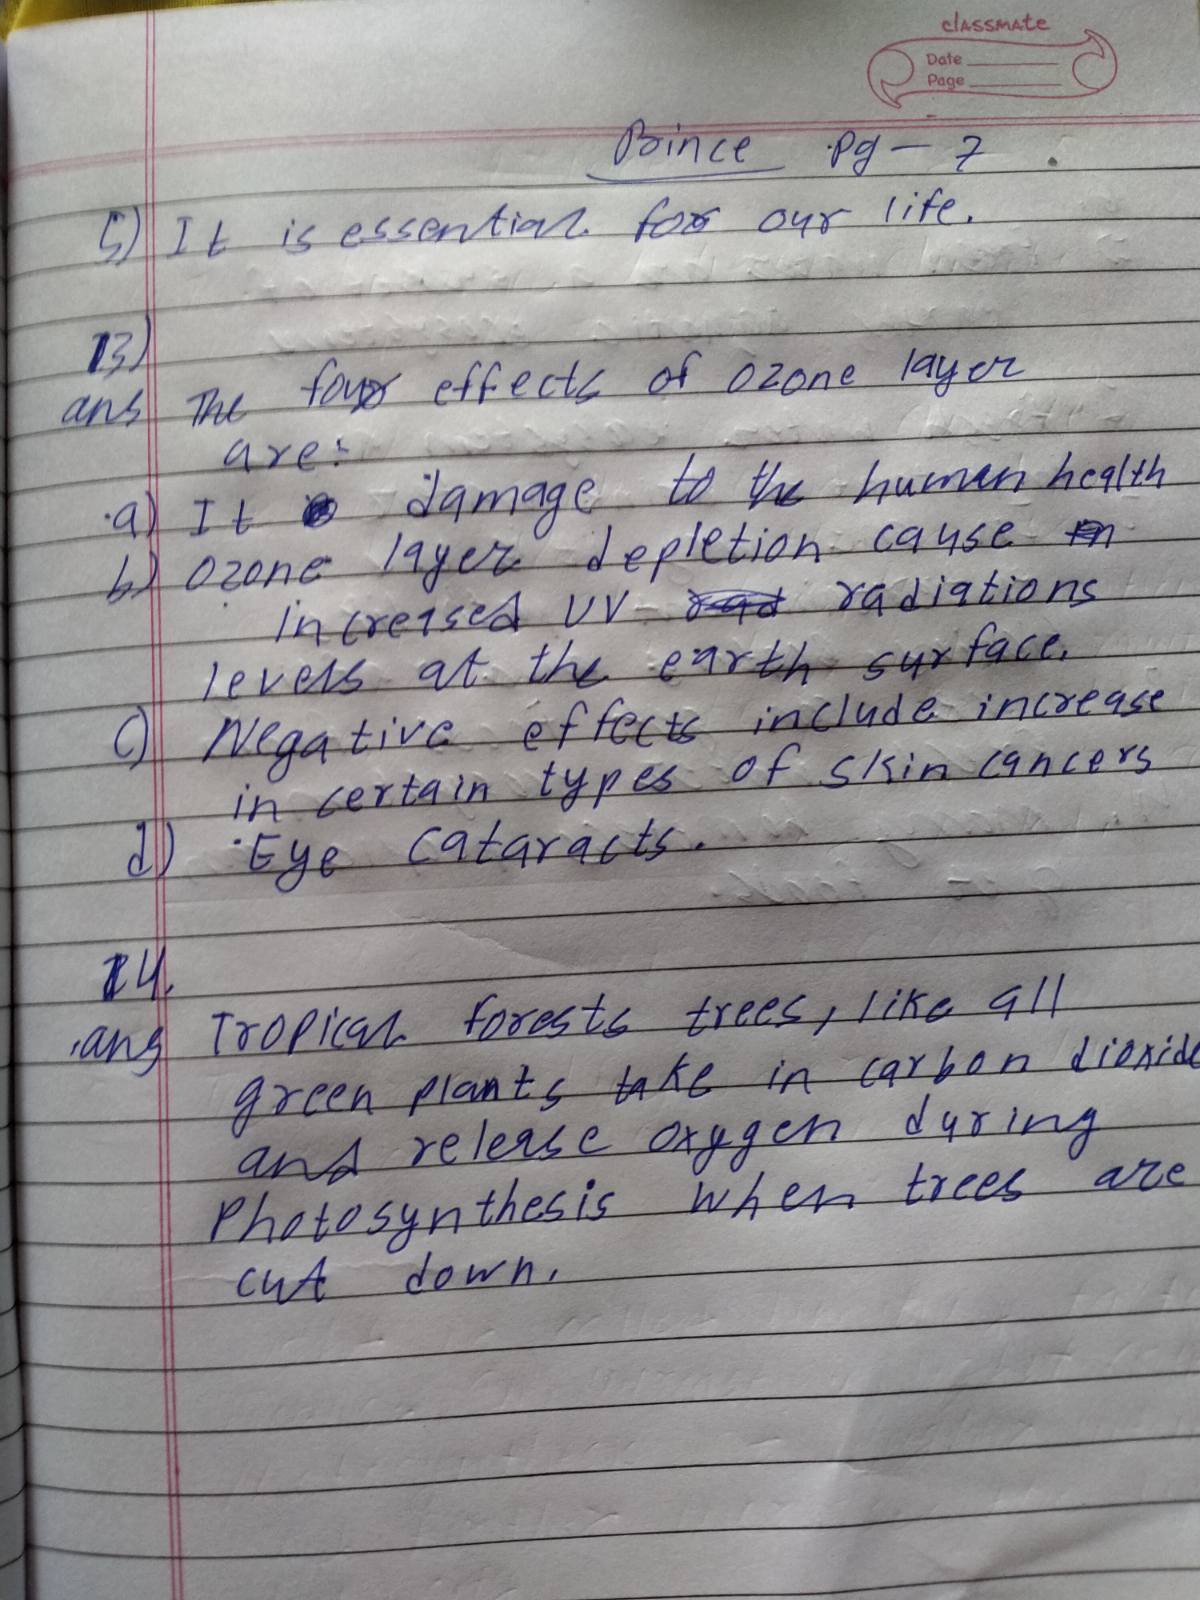 classmate
Date
Page
Prince Pg - 7
5) It is essential for our life.
13)
ans The four effects of ozone layer
are:
a) It damage to the human health
b) Ozone layer depletion cause
increased UV radiations
levels at the earth surface.
c) Negative effects include increase
in certain types of skin cancers
d) Eye cataracts.
14.
ans Tropical forests trees, like all
green plants take in carbon dioxide
and release oxygen during
Photosynthesis when trees are
cut down.